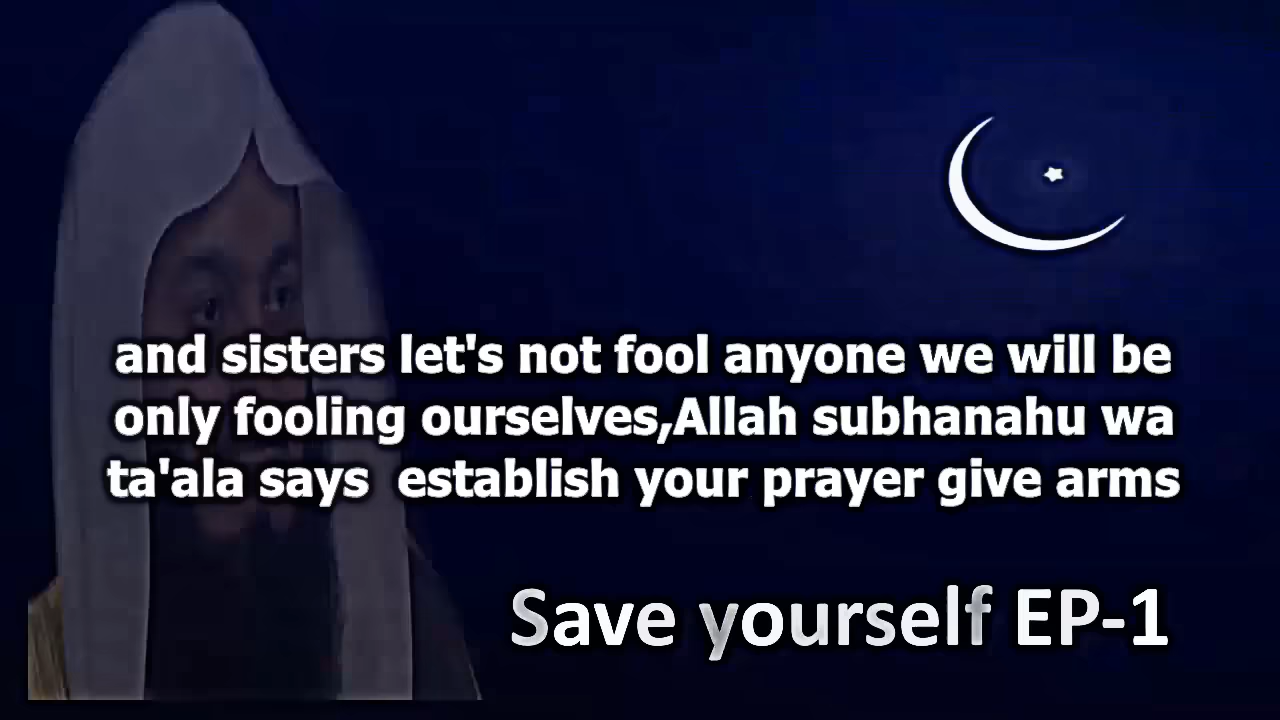 and sisters let's not fool anyone we will be
only fooling ourselves,Allah subhanahu wa
ta'ala says  establish your prayer give arms
Save yourself EP-1